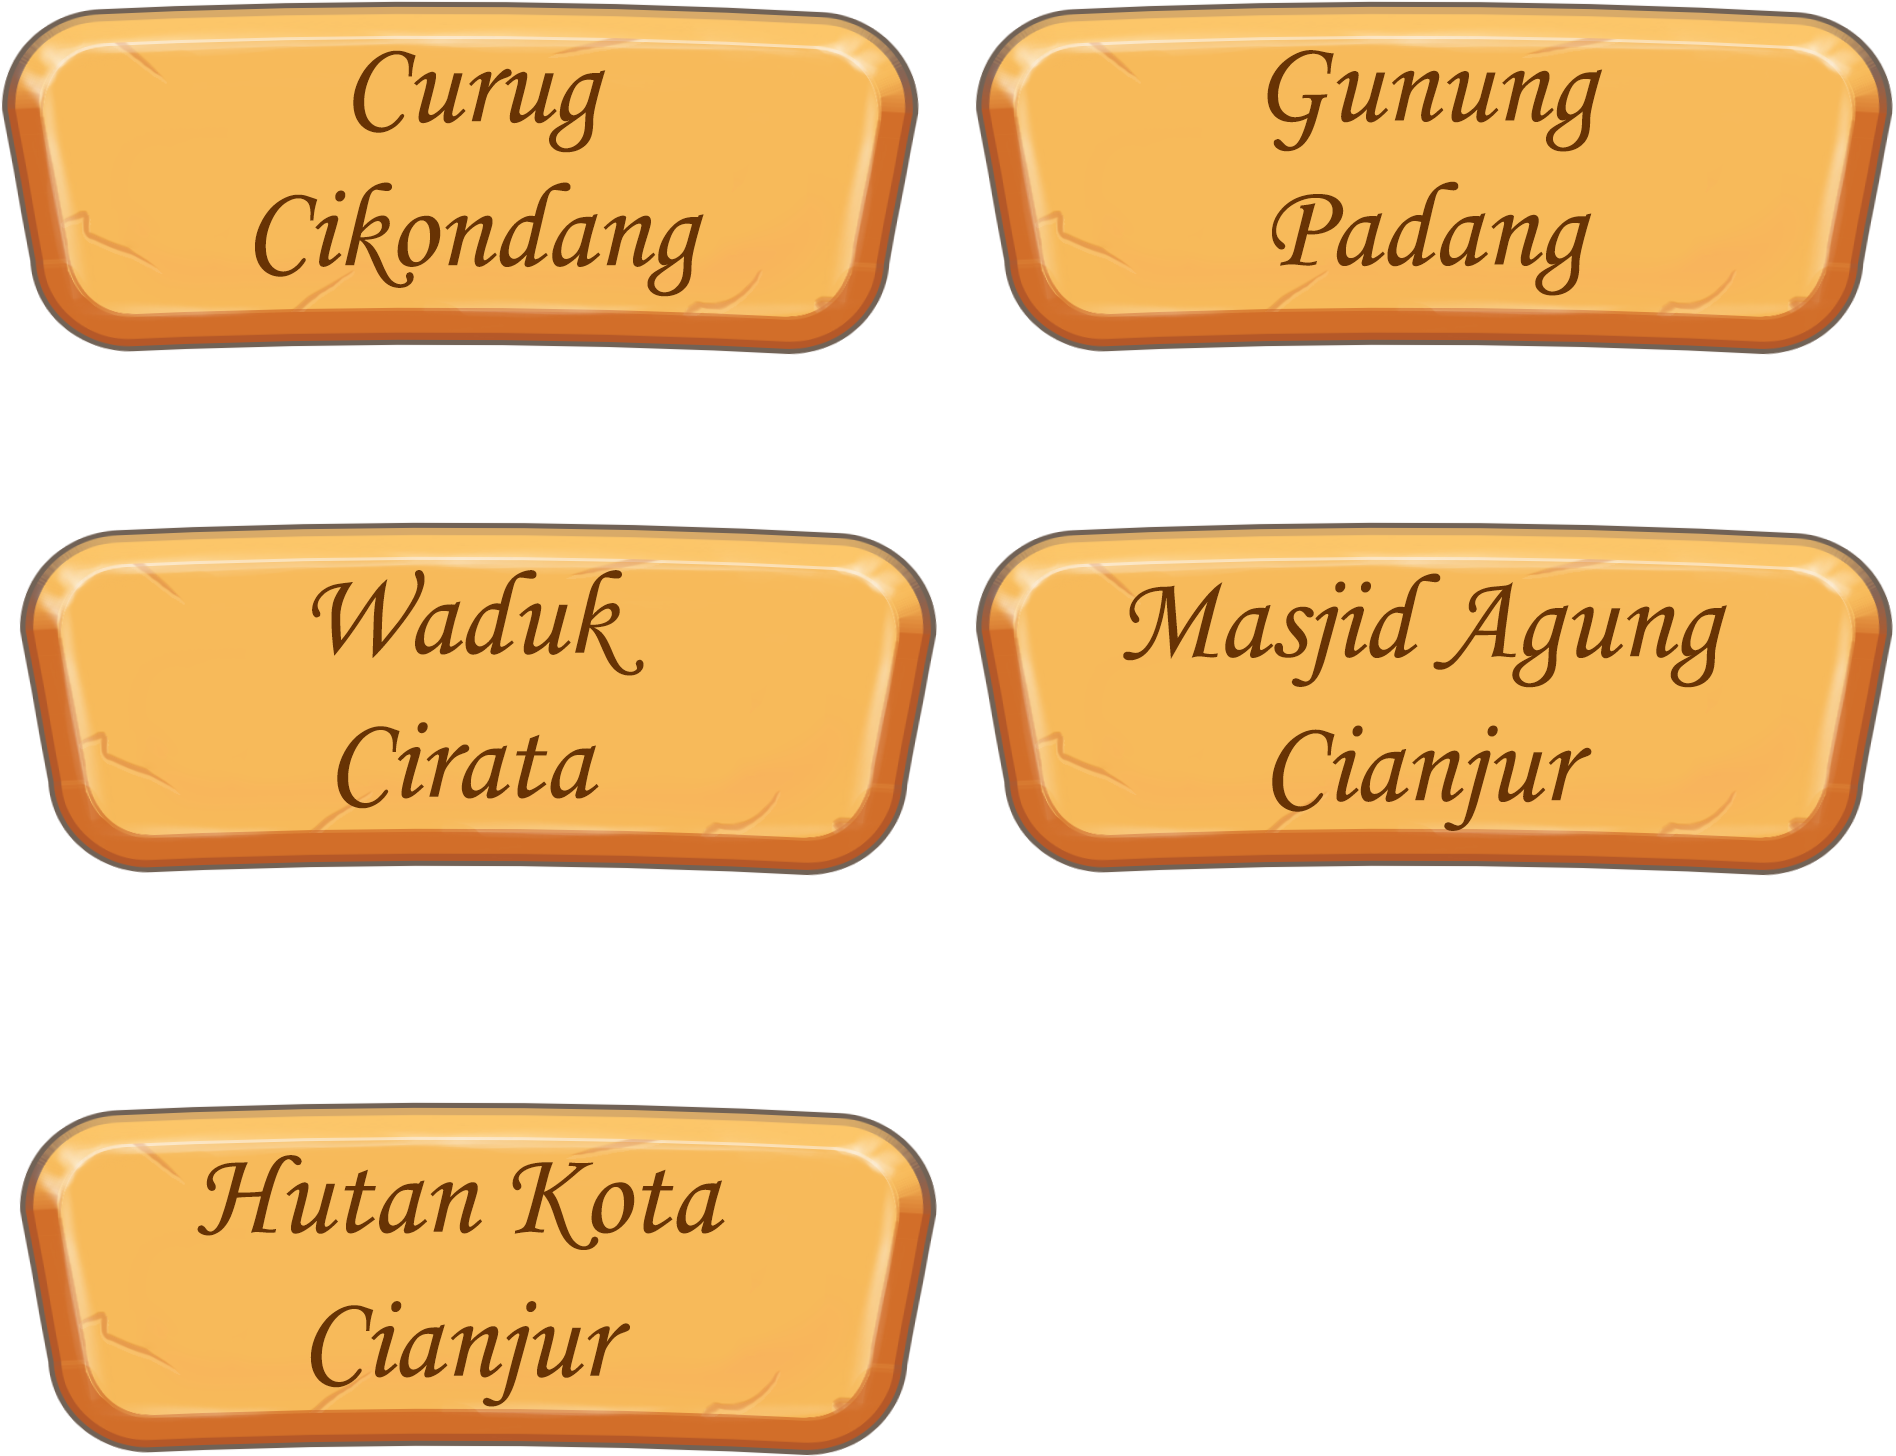 Curug
Cikondang
Gunung
Padang
Waduk
Cirata
Masjid Agung
Cianjur
Hutan Kota
Cianjur